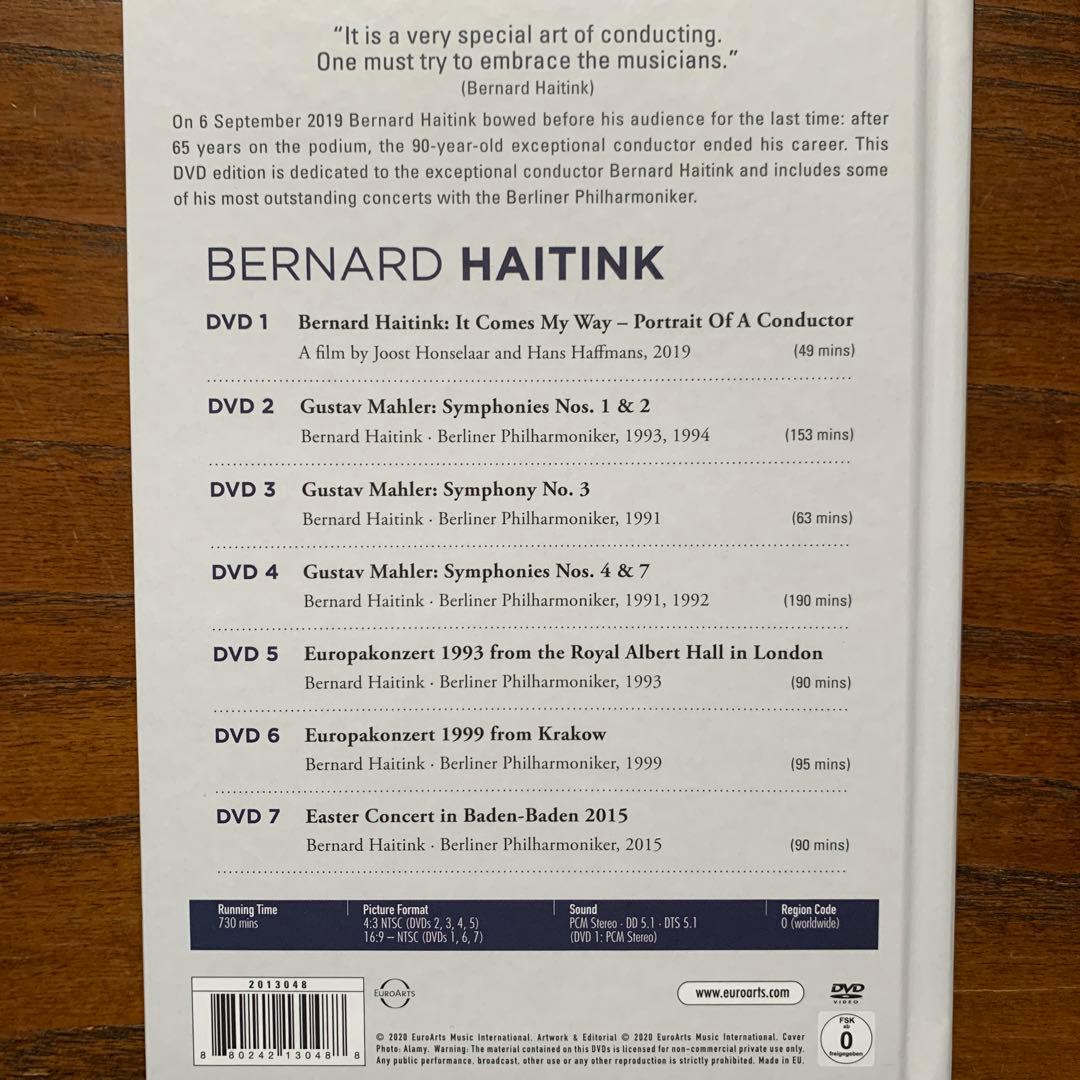 “It is a very special art of conducting.
One must try to embrace the musicians.”
(Bernard Haitink)
On 6 September 2019 Bernard Haitink bowed before his audience for the last time: after
65 years on the podium, the 90-year-old exceptional conductor ended his career. This
DVD edition is dedicated to the exceptional conductor Bernard Haitink and includes some
of his most outstanding concerts with the Berliner Philharmoniker.
BERNARD HAITINK
DVD 1 Bernard Haitink: It Comes My Way – Portrait Of A Conductor
A film by Joost Honselaar and Hans Haffmans, 2019 (49 mins)
DVD 2 Gustav Mahler: Symphonies Nos. 1 & 2
Bernard Haitink · Berliner Philharmoniker, 1993, 1994 (153 mins)
DVD 3 Gustav Mahler: Symphony No. 3
Bernard Haitink · Berliner Philharmoniker, 1991 (63 mins)
DVD 4 Gustav Mahler: Symphonies Nos. 4 & 7
Bernard Haitink · Berliner Philharmoniker, 1991, 1992 (190 mins)
DVD 5 Europakonzert 1993 from the Royal Albert Hall in London
Bernard Haitink · Berliner Philharmoniker, 1993 (90 mins)
DVD 6 Europakonzert 1999 from Krakow
Bernard Haitink · Berliner Philharmoniker, 1999 (95 mins)
DVD 7 Easter Concert in Baden-Baden 2015
Bernard Haitink · Berliner Philharmoniker, 2015 (90 mins)
Running Time
730 mins
Picture Format
4:3 NTSC (DVDs 2, 3, 4, 5)
16:9 – NTSC (DVDs 1, 6, 7)
Sound
PCM Stereo · DD 5.1 · DTS 5.1
(DVD 1: PCM Stereo)
Region Code
0 (worldwide)
2013048
8 80242 13048 8
EUROARTS
www.euroarts.com
DVD
VIDEO
FSK
ab
0
freigegeben
© 2020 EuroArts Music International. Artwork & Editorial © 2020 EuroArts Music International. Cover
Photo: Alamy. Warning: The material contained on this DVDs is licensed for non-commercial private use only.
Any public performance, broadcast, other use or any other reproduction is strictly prohibited. Made in EU.